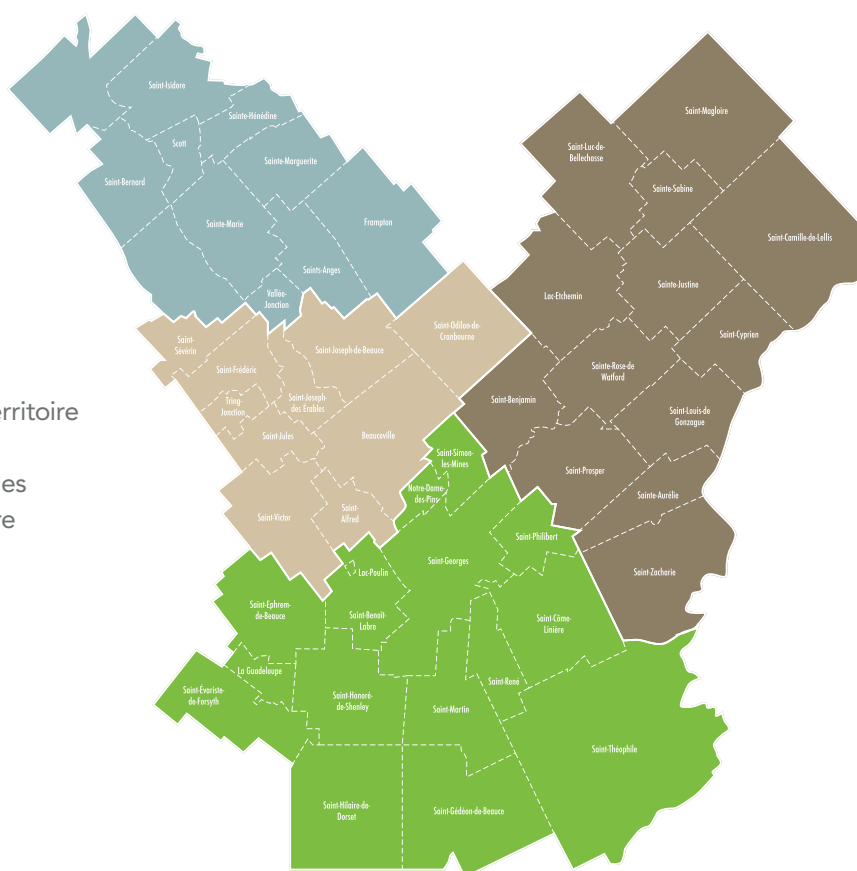 Saint-Isidore
Sainte-Hénédine
Scott
Sainte-Marguerite
Saint-Bernard
Sainte-Marie
Frampton
Saints-Anges
Vallée-
Jonction
Saint-Magloire
Saint-Luc-de-
Bellechasse
Sainte-Sabine
Saint-Camille-de-Lellis
Lac-Etchemin
Sainte-Justine
Saint-Cyprien
Sainte-Rose-de
Watford
Saint-Benjamin
Saint-Louis-de
Gonzague
Saint-Prosper
Sainte-Aurélie
Saint-Zacharie
Saint-Odilon-de-
Cranbourne
Saint-
Séverin
Saint-Joseph-de-Beauce
Saint-Frédéric
Saint-Joseph-
des Érables
Tring-
Jonction
Saint-Jules
Beauceville
Saint-Victor
Saint-
Alfred
erritoire
es
re
Saint-Simon-
les-Mines
Notre-Dame-
des-Pins
Saint-Philibert
Saint-Georges
Lac-Poulin
Saint-Ephrem-
de-Beauce
Saint-Benoît-
Labre
Saint-Côme-
Linière
La Guadeloupe
Saint-René
Saint-Évariste-
de-Forsyth
Saint-Honoré-
de-Shenley
Saint-Martin
Saint-Théophile
Saint-Hilaire-de-
Dorset
Saint-Gédéon-de-Beauce